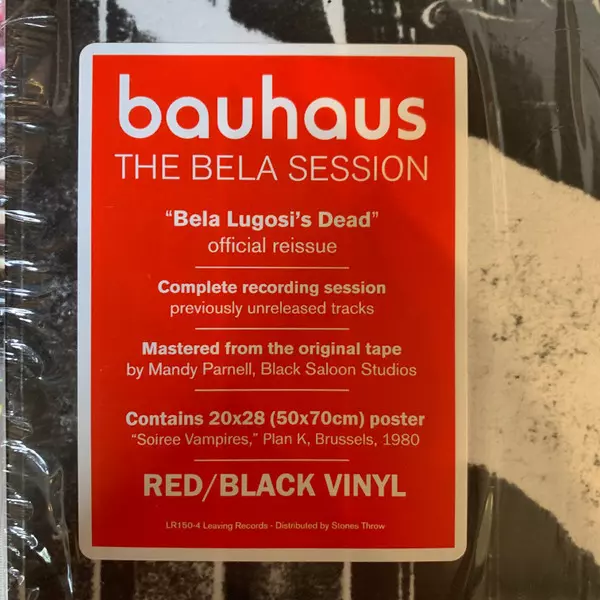 bauhaus
THE BELA SESSION
“Bela Lugosi’s Dead”
official reissue
Complete recording session
previously unreleased tracks
Mastered from the original tape
by Mandy Parnell, Black Saloon Studios
Contains 20x28 (50x70cm) poster
“Soiree Vampires,” Plan K, Brussels, 1980
RED/BLACK VINYL
LR150-4 Leaving Records - Distributed by Stones Throw